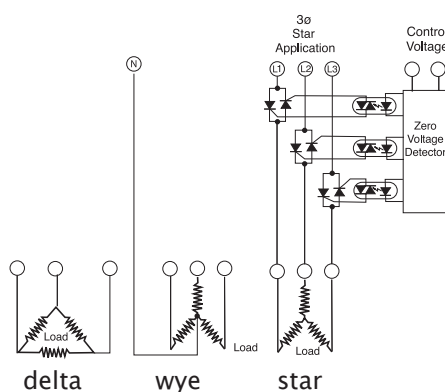 3ø
Star
Application
Control
Voltage
N
L1 L2 L3
Zero
Voltage
Detector
Load
Load
Load
delta wye star